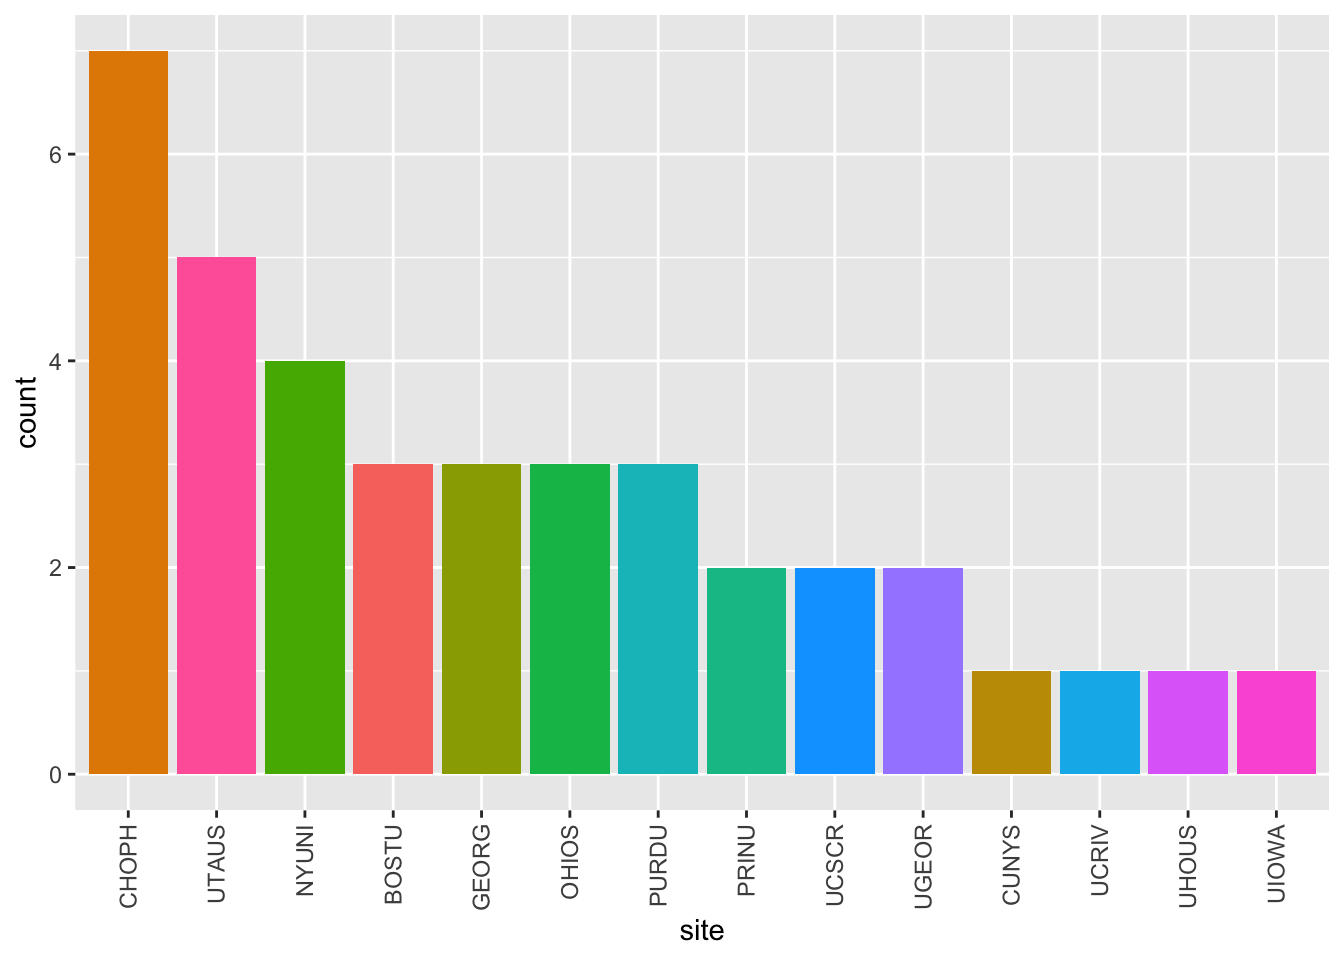 count
6
4
2
0
CHOPH
UTAUS
NYUNI
BOSTU
GEORG
OHIOS
PURDU
PRINU
UCSCR
UGEOR
CUNYS
UCRIV
UHOUS
UIOWA
site